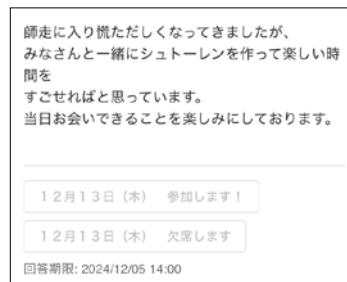 師走に入り慌ただしくなってきましたが、
みなさんと一緒にシュトーレンを作って楽しい時
間を
すごせればと思っています。
当日お会いできることを楽しみにしております。
１２月１３日（木）　参加します！
１２月１３日（木）　欠席します
回答期限: 2024/12/05 14:00